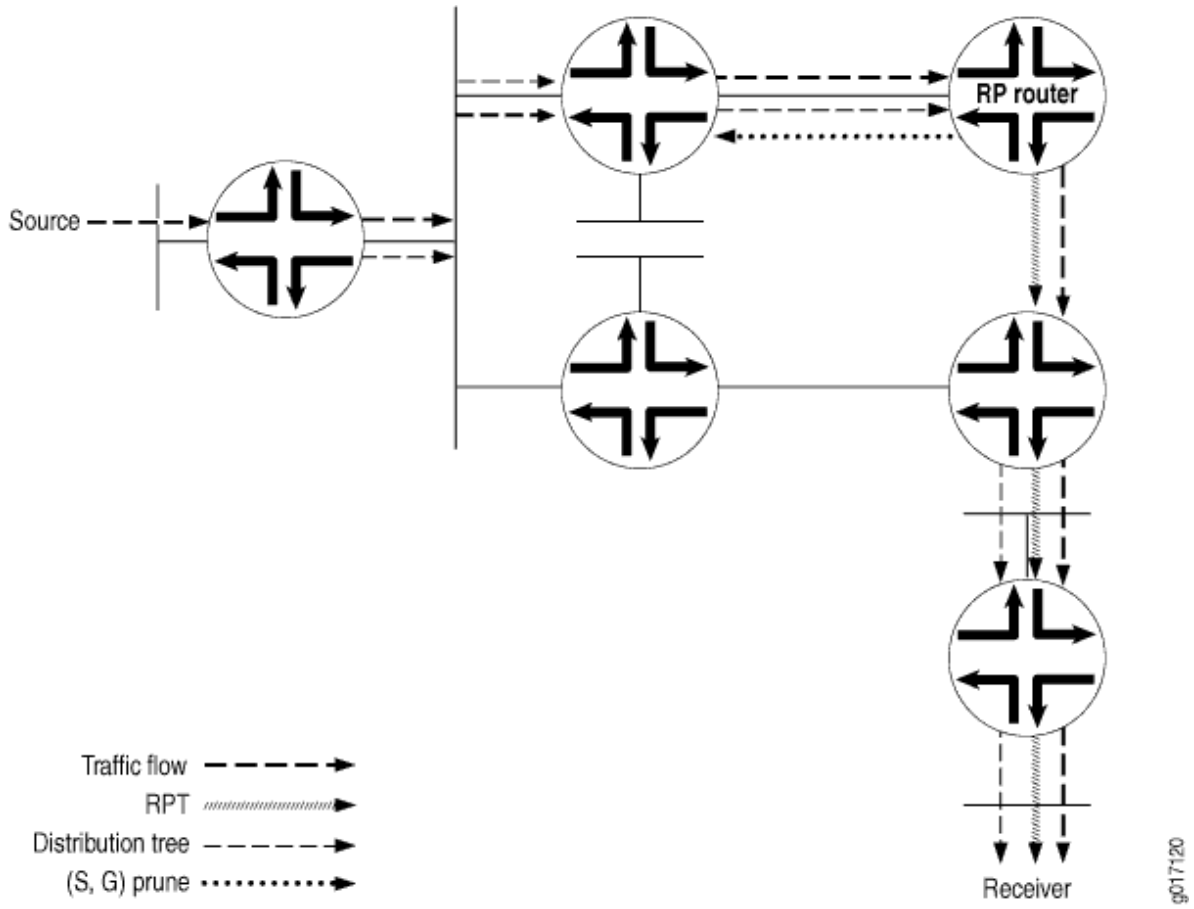 RP router
Source
Traffic flow
RPT
Distribution tree
(S, G) prune
Receiver
g017120